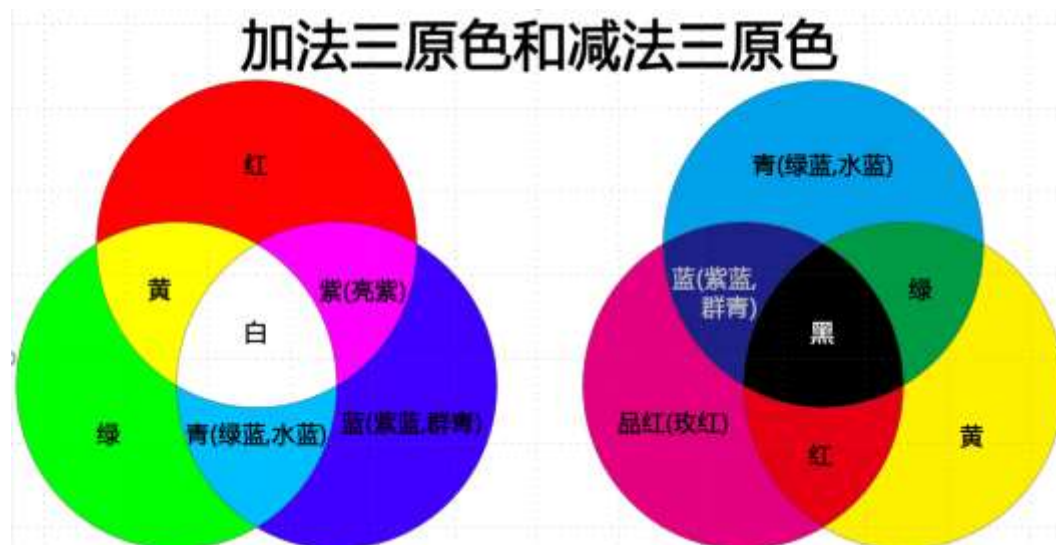 加法三原色和减法三原色
红
黄
紫(亮紫)
白
绿
青(绿蓝,水蓝)
蓝(紫蓝,群青)
青(绿蓝,水蓝)
蓝(紫蓝,
群青)
绿
黑
品红(玫红)
红
黄